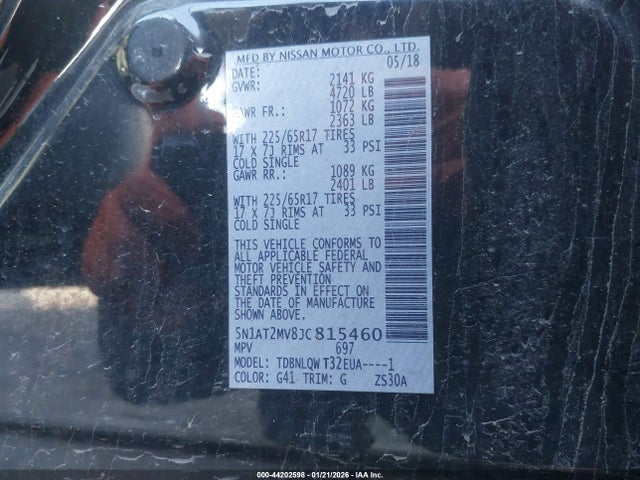 MFD BY NISSAN MOTOR CO., LTD.
DATE: 05/18
GVWR: 2141 KG
4720 LB
GAWR FR.: 1072 KG
2363 LB
WITH 225/65R17 TIRES
17 X 7J RIMS AT 33 PSI
COLD SINGLE
GAWR RR.: 1089 KG
2401 LB
WITH 225/65R17 TIRES
17 X 7J RIMS AT 33 PSI
COLD SINGLE
THIS VEHICLE CONFORMS TO
ALL APPLICABLE FEDERAL
MOTOR VEHICLE SAFETY AND
THEFT PREVENTION
STANDARDS IN EFFECT ON
THE DATE OF MANUFACTURE
SHOWN ABOVE.
5N1AT2MV8JC815460
MPV 697
MODEL: TDBNLQW T32EUA----1
COLOR: G41 TRIM: G ZS30A
000-44202598 - 01/21/2026 - IAA Inc.